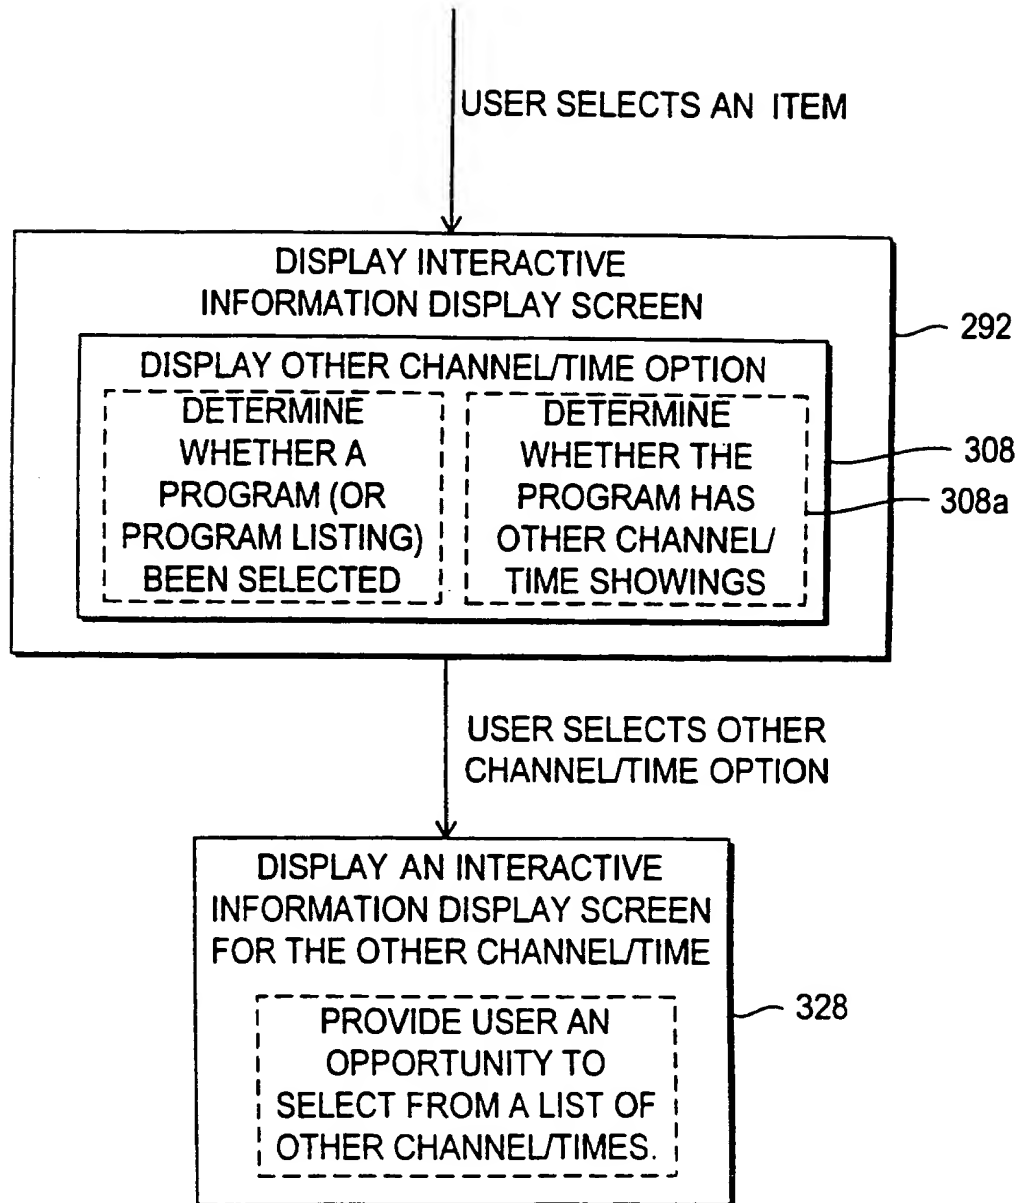 USER SELECTS AN ITEM
DISPLAY INTERACTIVE
INFORMATION DISPLAY SCREEN
292
DISPLAY OTHER CHANNEL/TIME OPTION
DETERMINE
WHETHER A
PROGRAM (OR
PROGRAM LISTING)
BEEN SELECTED
DETERMINE
WHETHER THE
PROGRAM HAS
OTHER CHANNEL/
TIME SHOWINGS
308
308a
USER SELECTS OTHER
CHANNEL/TIME OPTION
DISPLAY AN INTERACTIVE
INFORMATION DISPLAY SCREEN
FOR THE OTHER CHANNEL/TIME
328
PROVIDE USER AN
OPPORTUNITY TO
SELECT FROM A LIST OF
OTHER CHANNEL/TIMES.